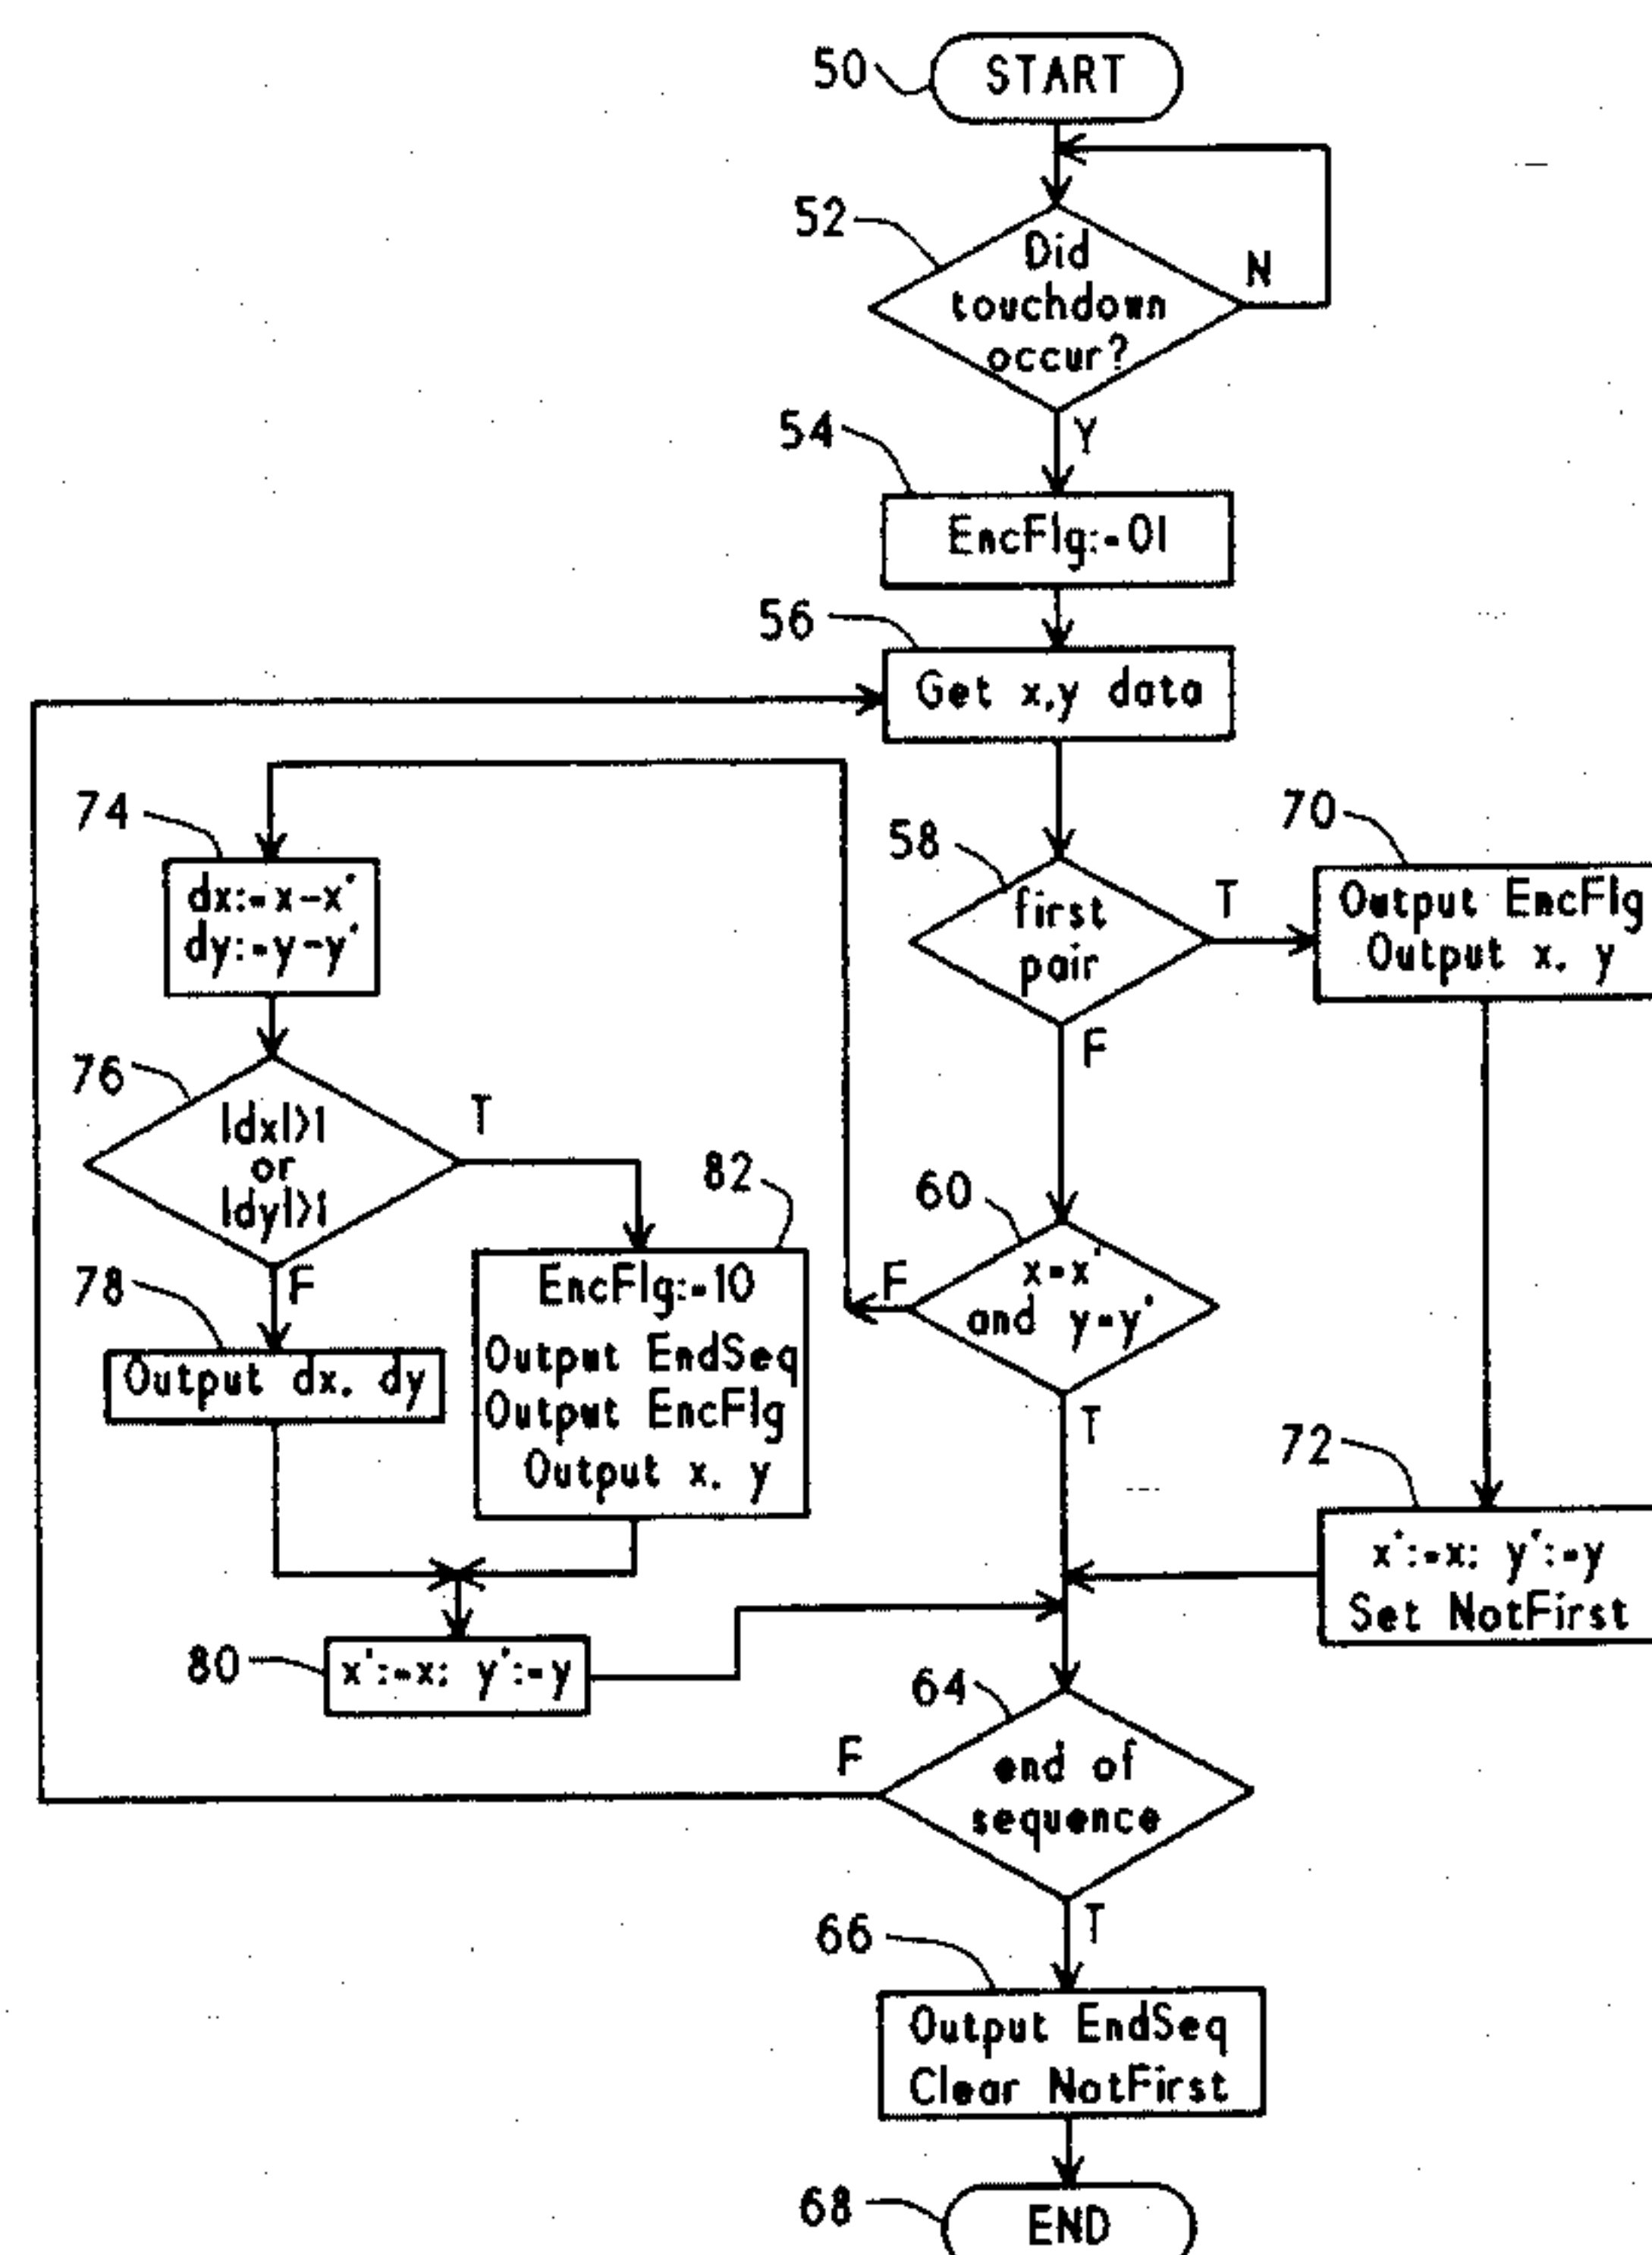 50
START
52
Did
touchdown
occur?
N
Y
54
EncFlg:=01
56
Get x,y data
74
dx:=x-x'
dy:=y-y'
58
first
pair
T
F
70
Output EncFlg
Output x, y
76
|dx|>1
or
|dy|>1
T
F
82
EncFlg:=10
Output EndSeq
Output EncFlg
Output x, y
60
x=x'
and y=y'
F
T
78
Output dx, dy
72
x':=x; y':=y
Set NotFirst
80
x':=x; y':=y
64
end of
sequence
F
T
66
Output EndSeq
Clear NotFirst
68
END